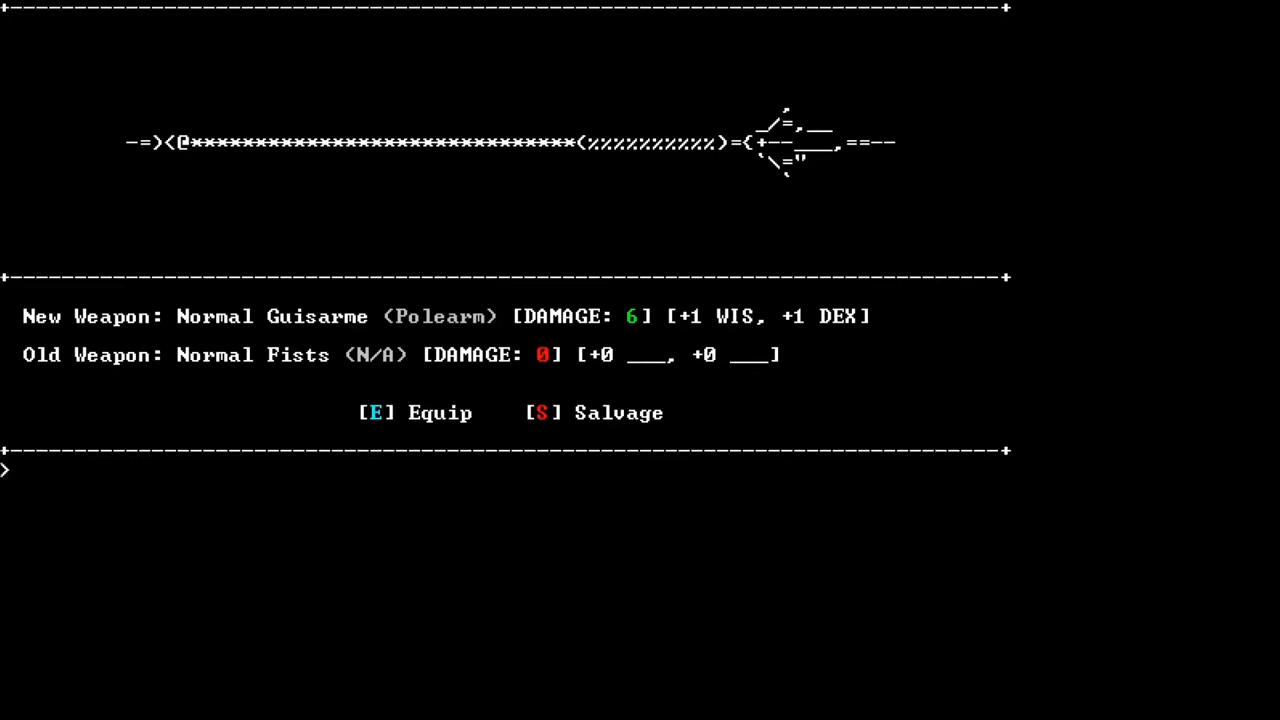 New Weapon: Normal Guisarme (Polearm) [DAMAGE: 6] [+1 WIS, +1 DEX]
Old Weapon: Normal Fists (N/A) [DAMAGE: 0] [+0 ___, +0 ___]
[E] Equip [S] Salvage
>